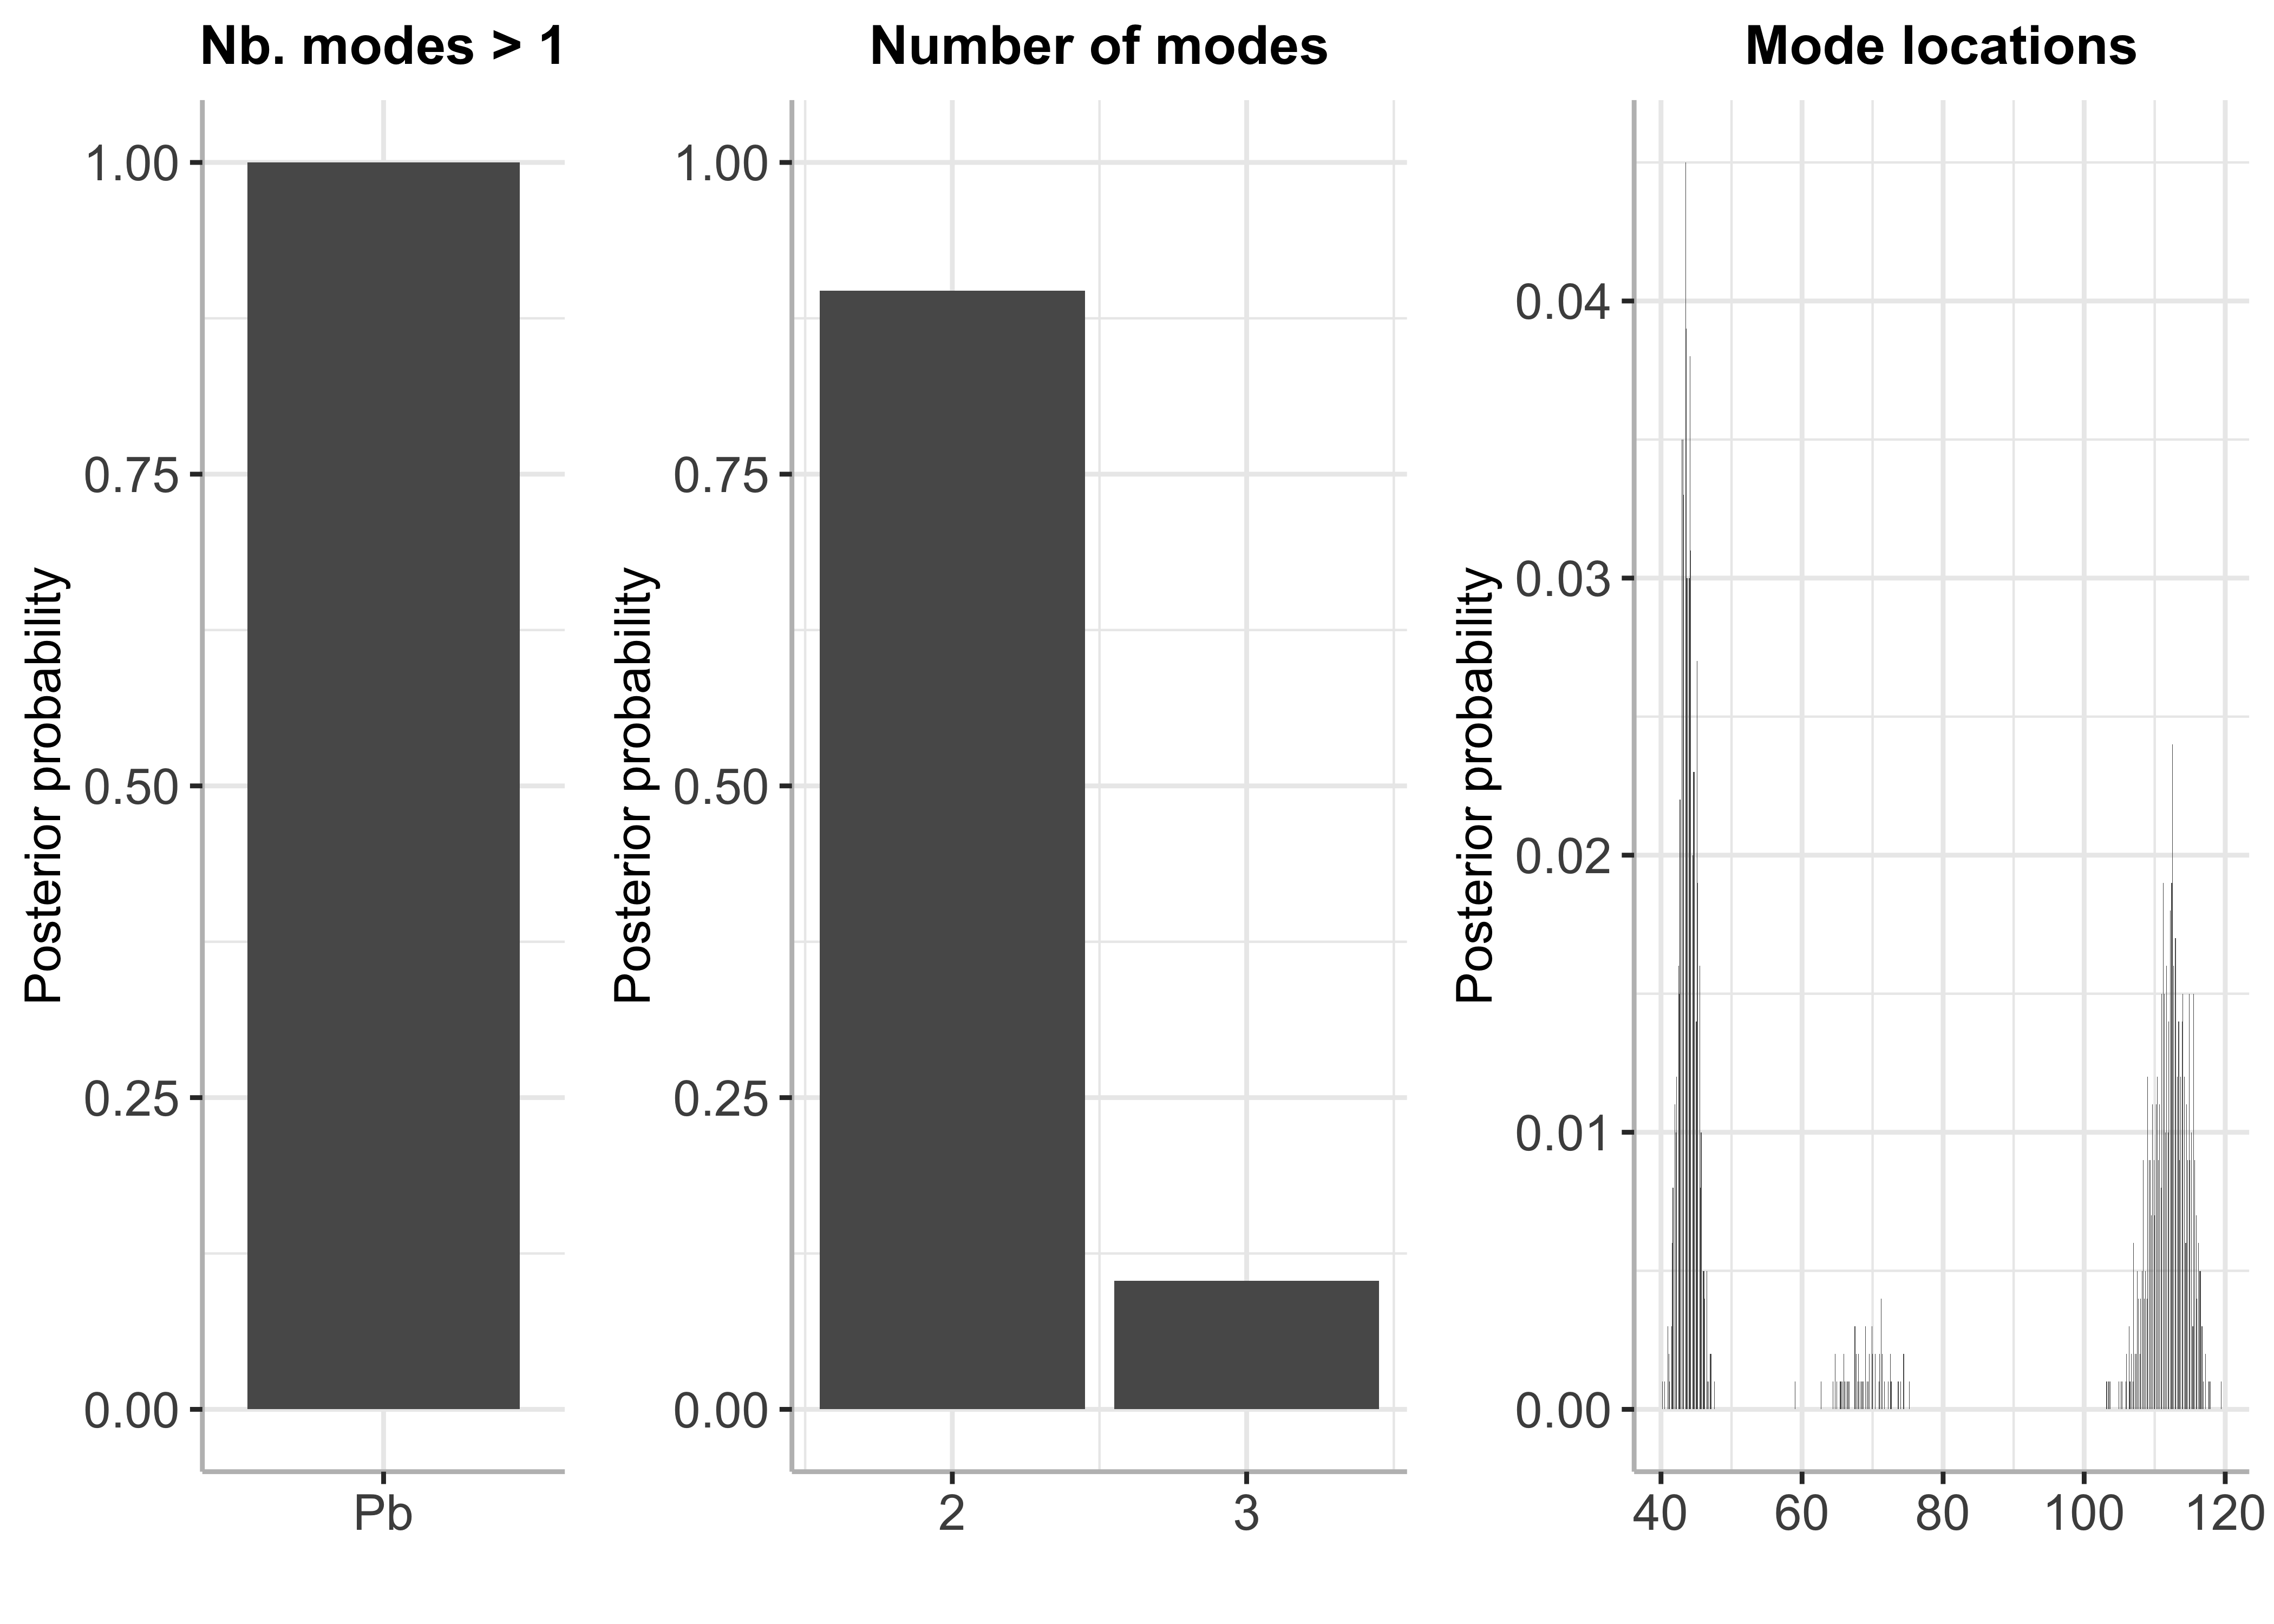 Nb. modes > 1
Posterior probability
1.00
0.75
0.50
0.25
0.00
Pb
Number of modes
Posterior probability
1.00
0.75
0.50
0.25
0.00
2 3
Mode locations
Posterior probability
0.04
0.03
0.02
0.01
0.00
40 60 80 100 120